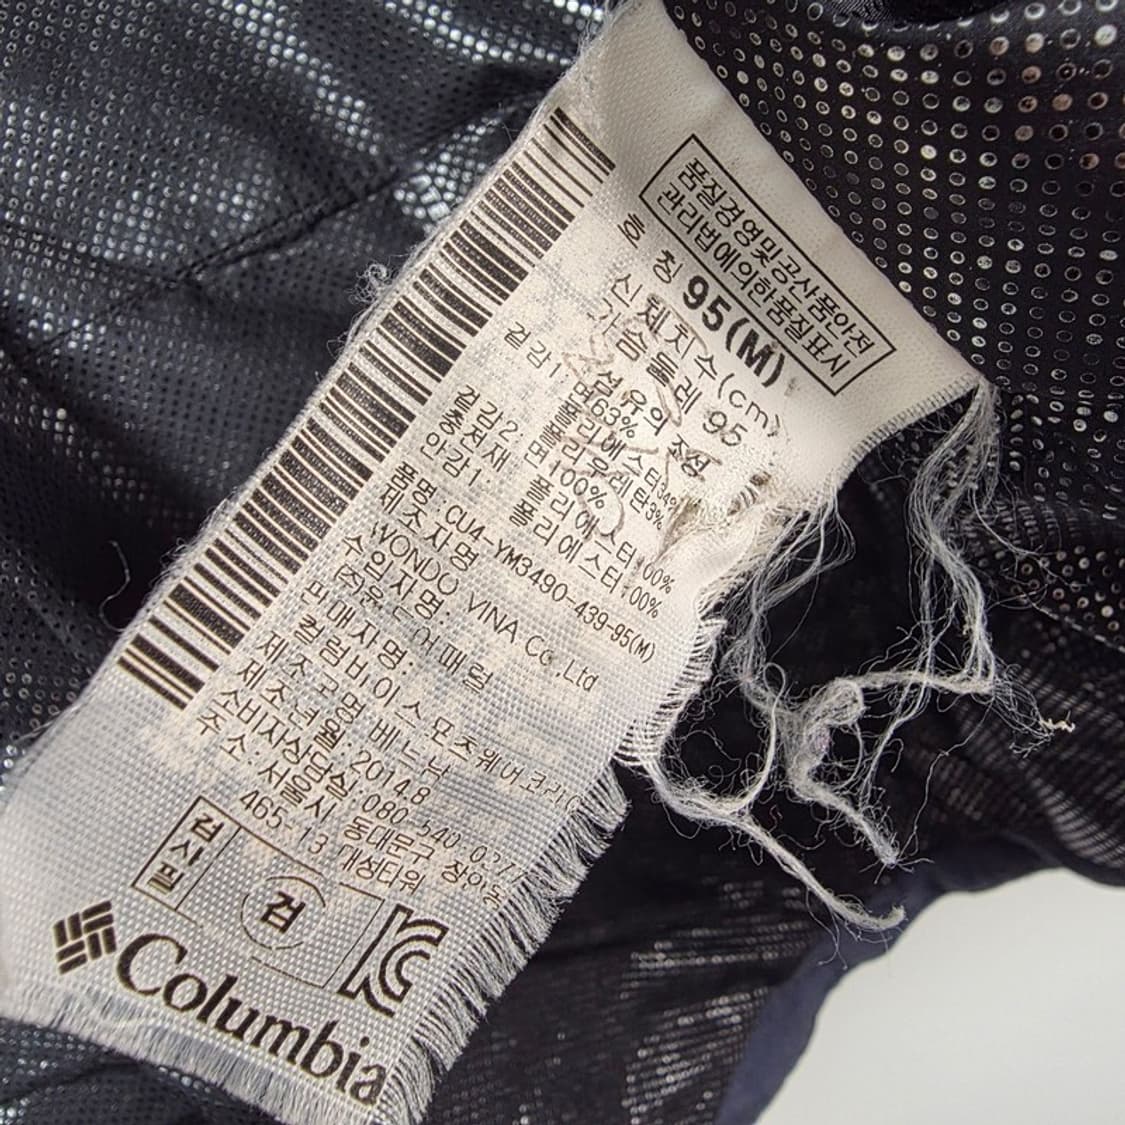 품질경영및공산품안전
관리법에의한품질표시
호 칭 95(M)
신체치수(cm)
가슴둘레 95
섬유의
겉감1: 면63%
폴리에스터34%
폴리우레탄3%
겉감2: 면100%
충전재: 폴리에스터100%
안감1: 폴리에스터100%
품명:CU4-YM3490-439-95(M)
제조자명
WONDO VINA Co.,Ltd
수입자명:
판매자명:
컬럼비아스포츠웨어코리아
제조국명:베트남
제조년월:2014.8
소비자상담실:080-540-
주소:서울시 동대문구 장안동
465-13 대성타워
검사필
검
KC
Columbia